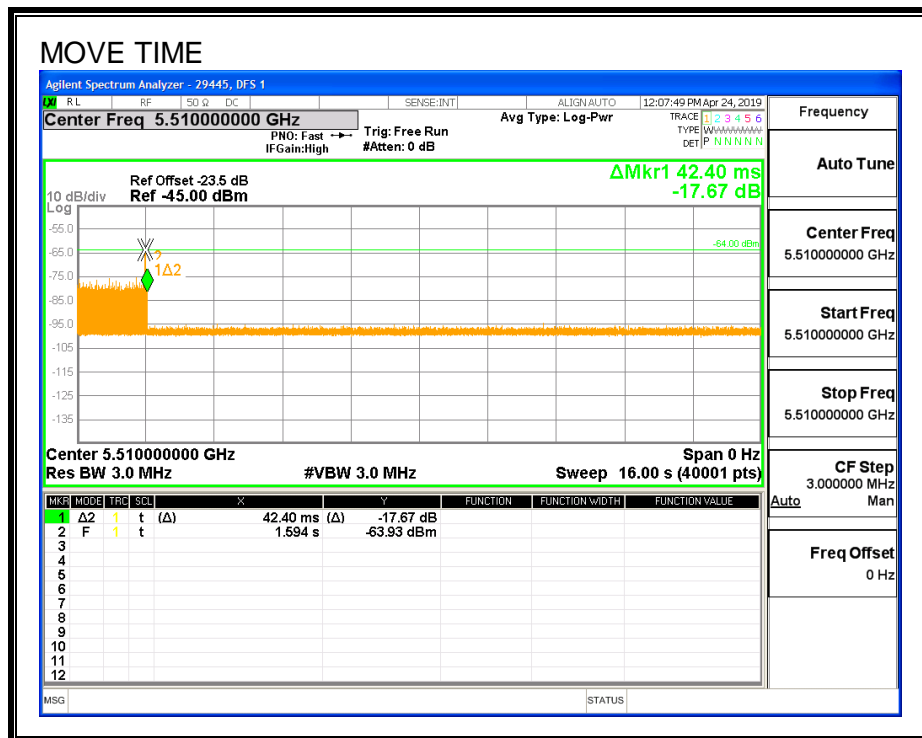 MOVE TIME
Agilent Spectrum Analyzer - 29445, DFS 1
LXI RL RF 50 Ω DC SENSE:INT ALIGN AUTO 12:07:49 PM Apr 24, 2019
Center Freq 5.510000000 GHz Avg Type: Log-Pwr TRACE 1 2 3 4 5 6
PNO: Fast Trig: Free Run TYPE WWWWWW
IFGain:High #Atten: 0 dB DET P N N N N N
Frequency
Auto Tune
ΔMkr1 42.40 ms
Ref Offset -23.5 dB
10 dB/div Ref -45.00 dBm -17.67 dB
Log
-55.0
-64.00 dBm
-65.0
2
1Δ2
-75.0
-85.0
-95.0
-105
-115
-125
-135
Center Freq
5.510000000 GHz
Start Freq
5.510000000 GHz
Stop Freq
5.510000000 GHz
CF Step
3.000000 MHz
Auto Man
Freq Offset
0 Hz
Center 5.510000000 GHz Span 0 Hz
Res BW 3.0 MHz #VBW 3.0 MHz Sweep 16.00 s (40001 pts)
MKR MODE TRC SCL X Y FUNCTION FUNCTION WIDTH FUNCTION VALUE
1 Δ2 1 t (Δ) 42.40 ms (Δ) -17.67 dB
2 F 1 t 1.594 s -63.93 dBm
3
4
5
6
7
8
9
10
11
12
MSG STATUS